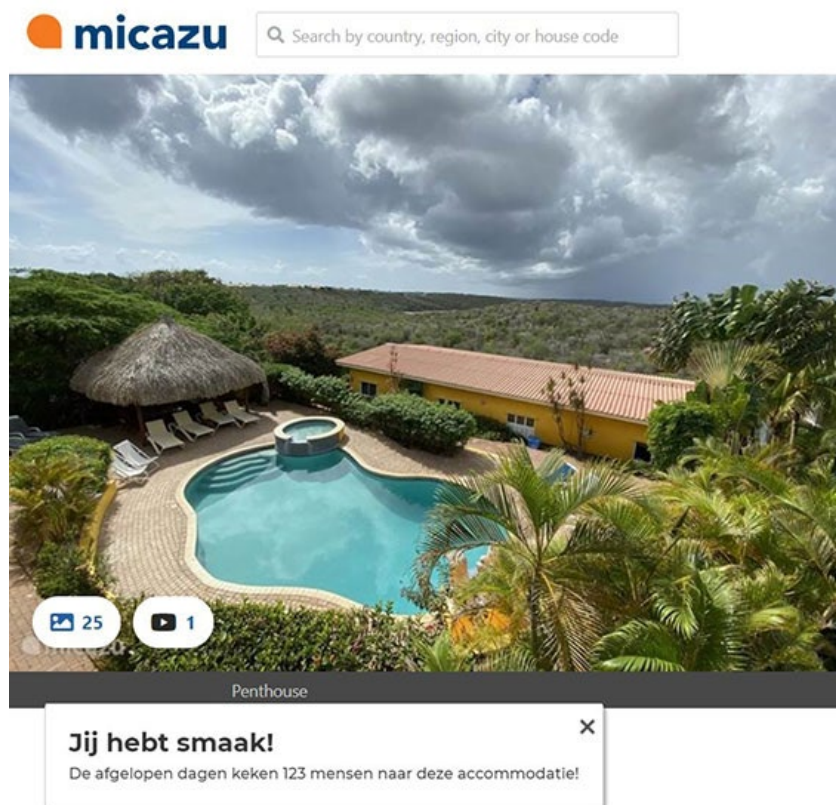 micazu
Search by country, region, city or house code
25
1
micazu
Penthouse
Jij hebt smaak!
De afgelopen dagen keken 123 mensen naar deze accommodatie!